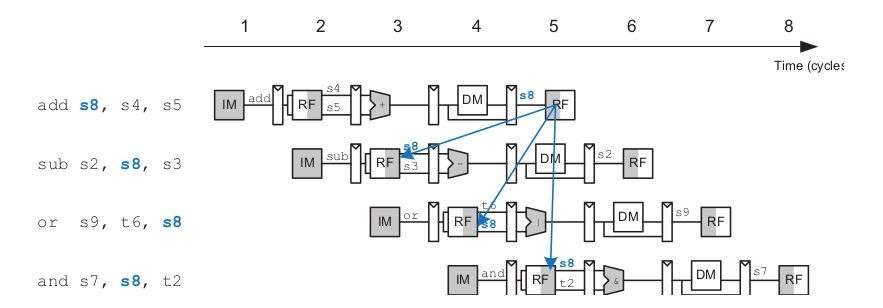 1 2 3 4 5 6 7 8
Time (cycles
add s8, s4, s5 IM add RF s4 s5 + DM s8 RF
sub s2, s8, s3 IM sub RF s8 s3 - DM s2 RF
or s9, t6, s8 IM or RF t6 s8 | DM s9 RF
and s7, s8, t2 IM and RF s8 t2 & DM s7 RF